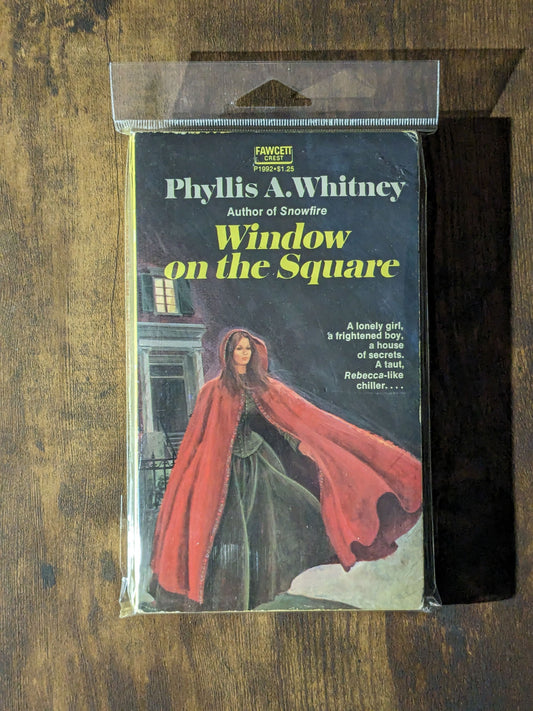 FAWCETT
CREST
P1992•$1.25
Phyllis A. Whitney
Author of Snowfire
Window
on the Square
A lonely girl,
a frightened boy,
a house
of secrets.
A taut,
Rebecca-like
chiller....